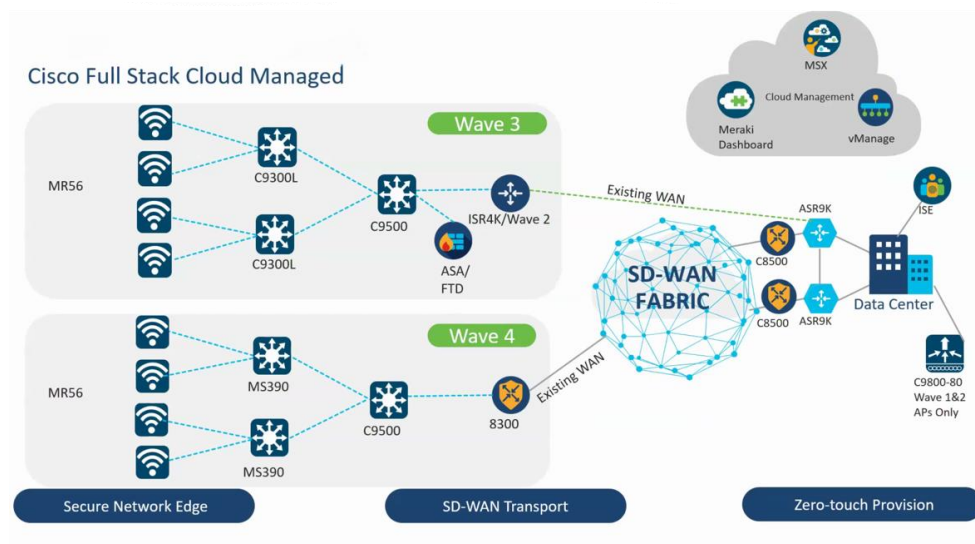 Cisco Full Stack Cloud Managed
MSX
Cloud Management
Meraki
Dashboard
vManage
Wave 3
MR56
C9300L
C9300L
C9500
ISR4K/Wave 2
ASA/
FTD
Existing WAN
SD-WAN
FABRIC
C8500
C8500
ASR9K
ASR9K
ISE
Data Center
C9800-80
Wave 1&2
APs Only
Wave 4
MR56
MS390
MS390
C9500
8300
Existing WAN
Secure Network Edge
SD-WAN Transport
Zero-touch Provision